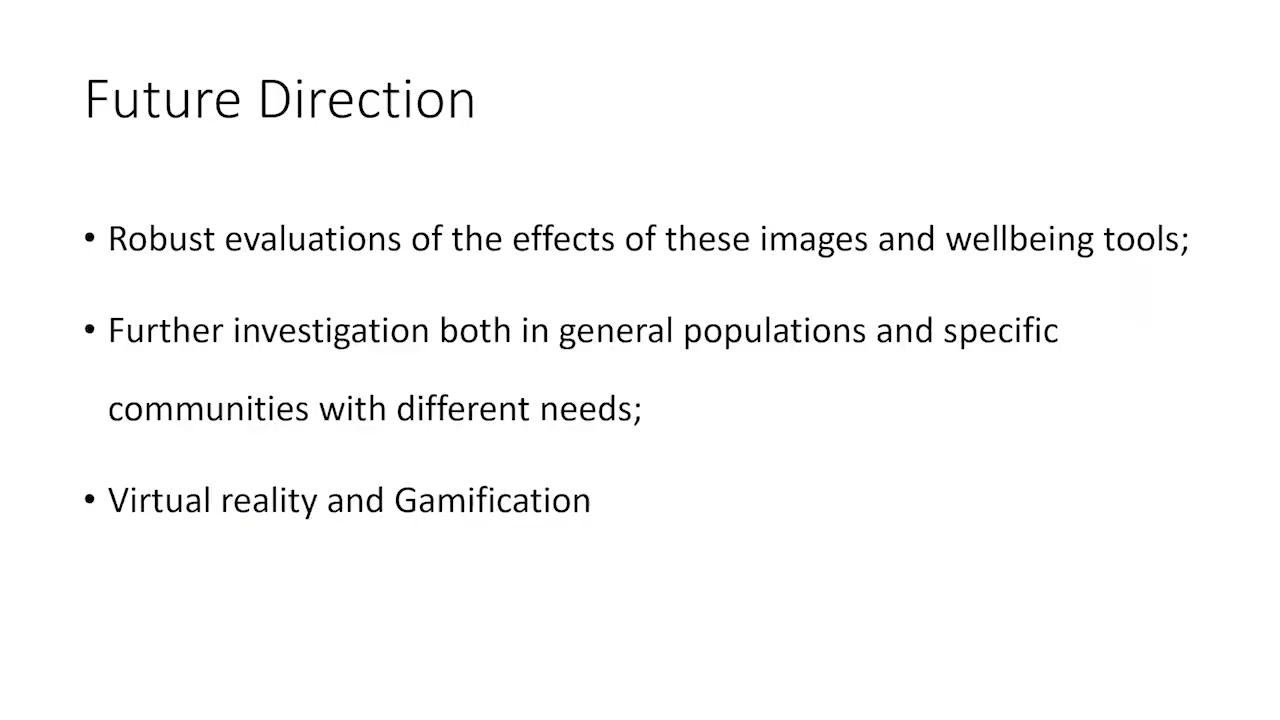 Future Direction
• Robust evaluations of the effects of these images and wellbeing tools;
• Further investigation both in general populations and specific
communities with different needs;
• Virtual reality and Gamification